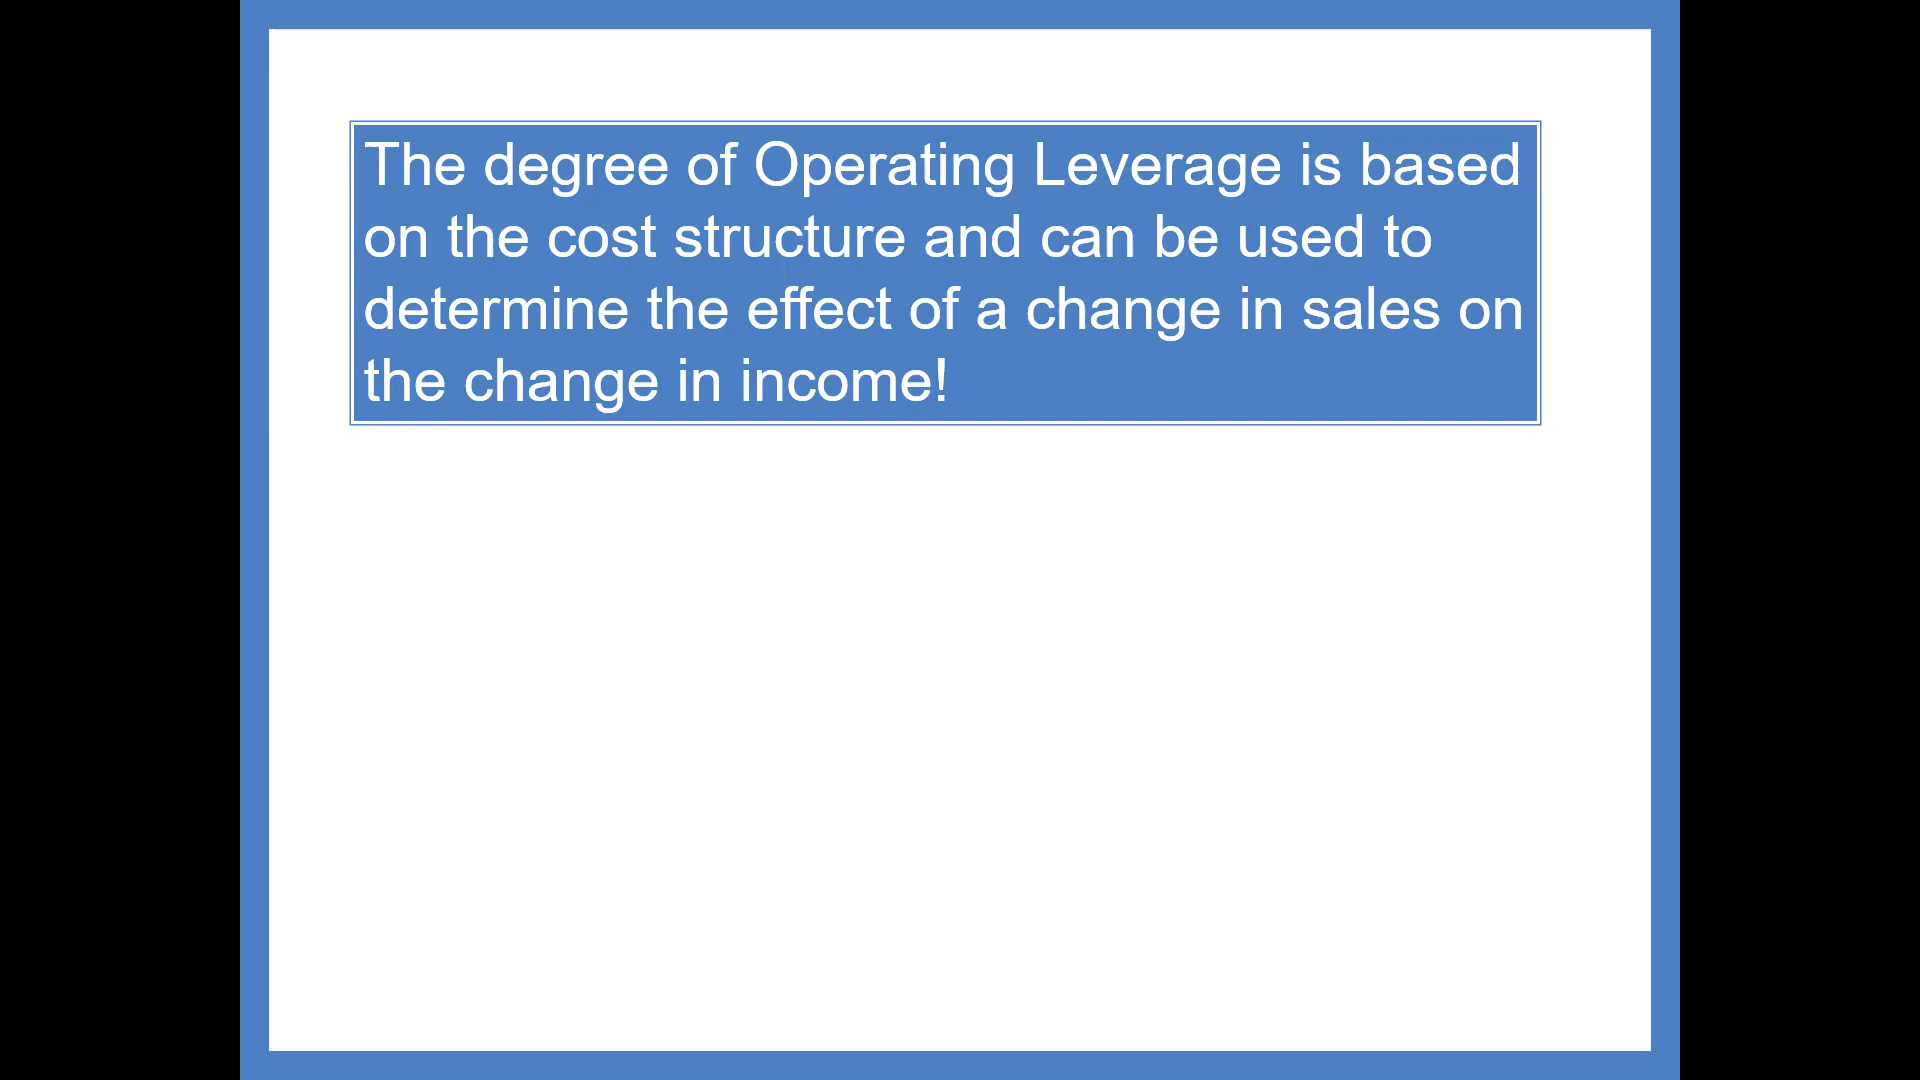 The degree of Operating Leverage is based
on the cost structure and can be used to
determine the effect of a change in sales on
the change in income!